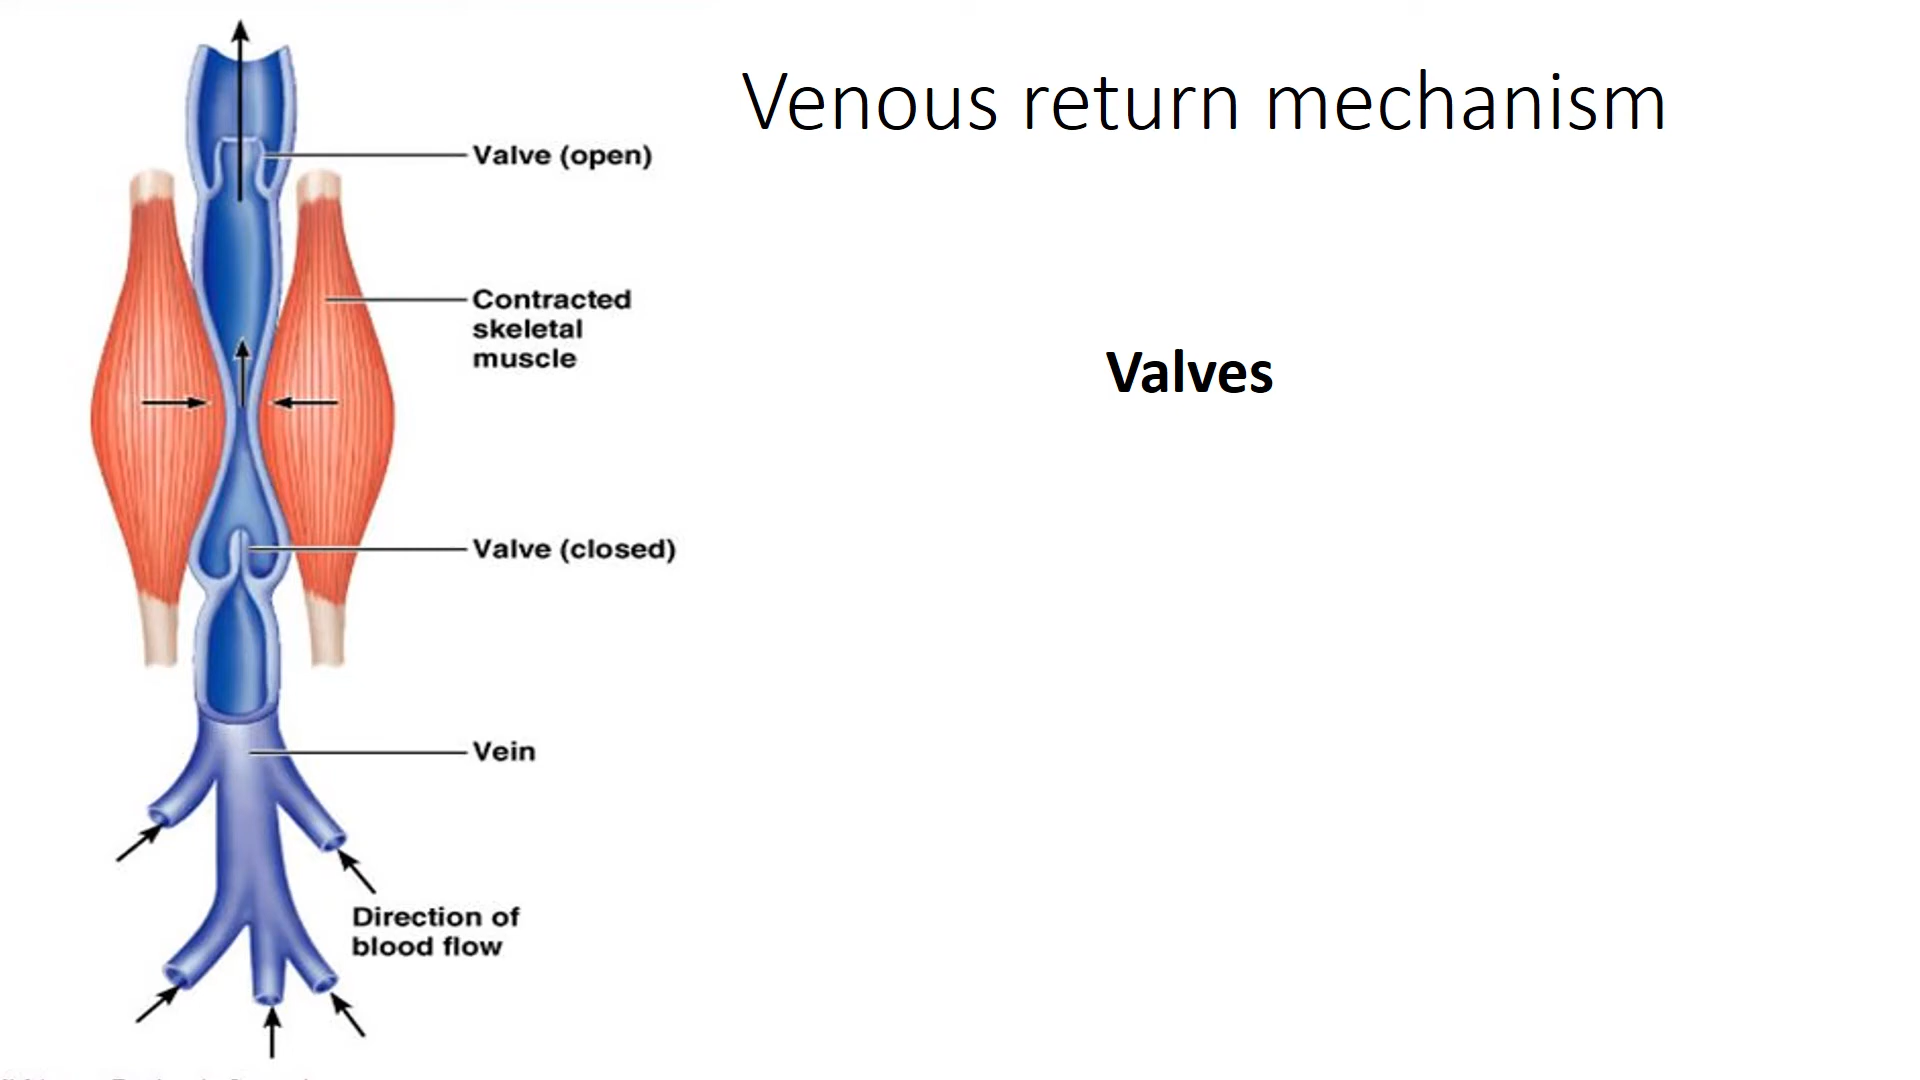 Venous return mechanism
Valve (open)
Contracted
skeletal
muscle
Valves
Valve (closed)
Vein
Direction of
blood flow